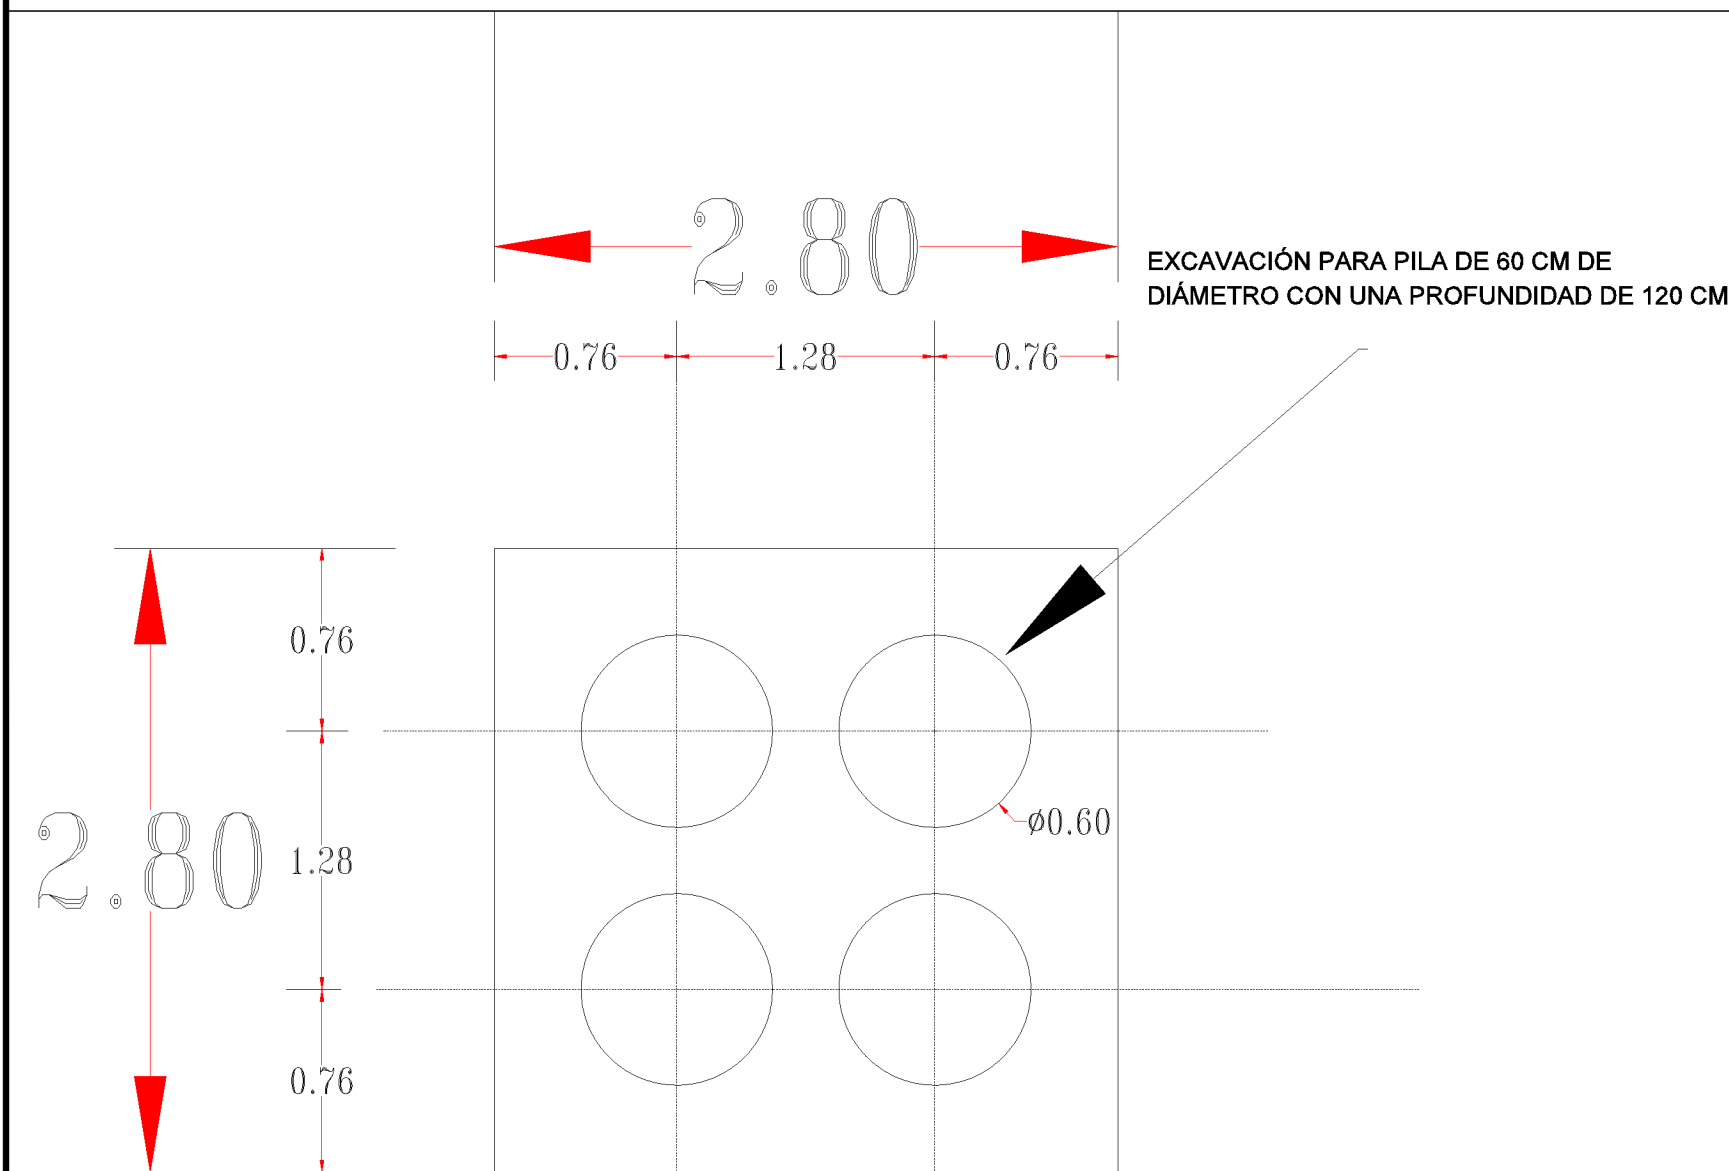 2.80
EXCAVACIÓN PARA PILA DE 60 CM DE
DIÁMETRO CON UNA PROFUNDIDAD DE 120 CM
0.76
1.28
0.76
0.76
ø0.60
2.80
1.28
0.76